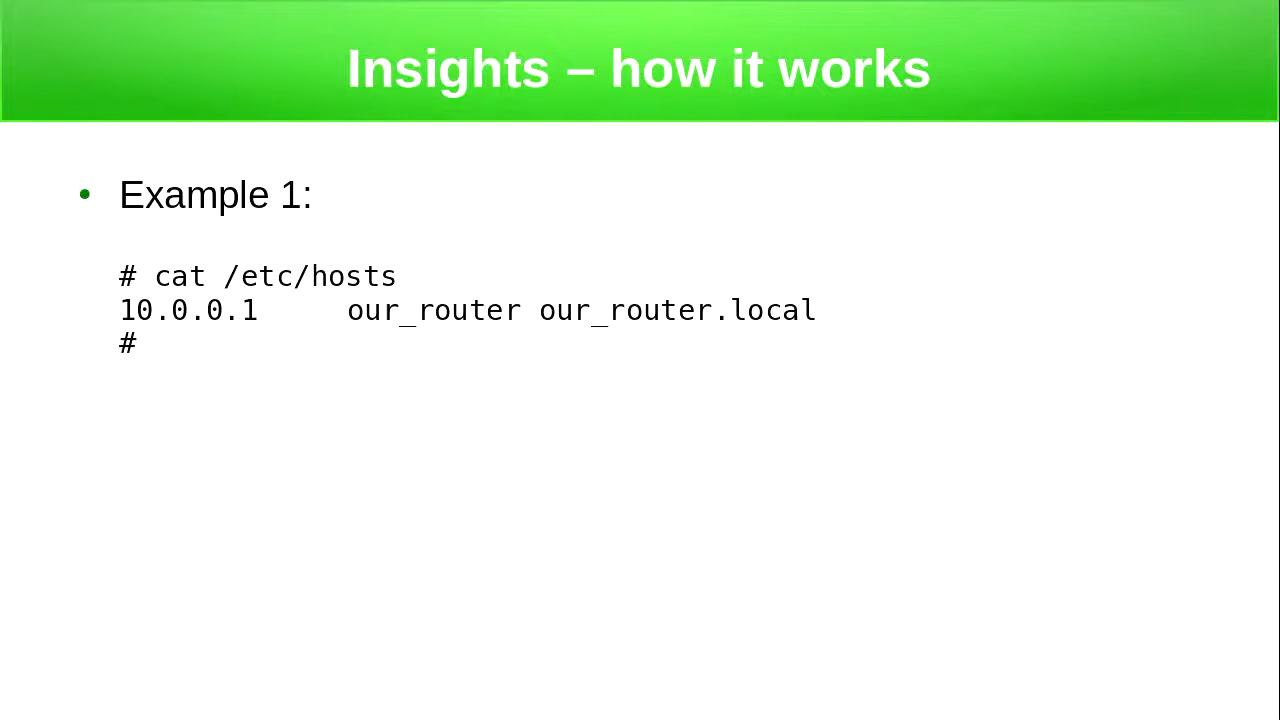 Insights – how it works
• Example 1:
# cat /etc/hosts
10.0.0.1     our_router our_router.local
#